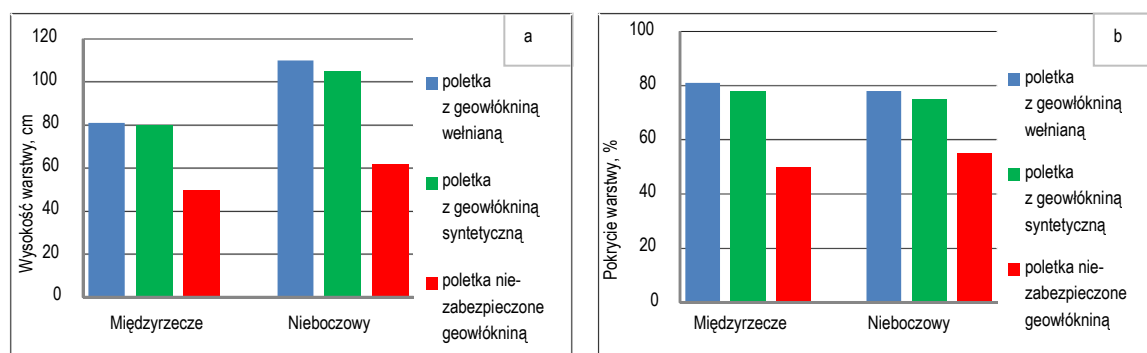 a
Wysokość warstwy, cm
120
100
80
60
40
20
0
Międzyrzecze
Nieboczowy
poletka
z geowłókniną
wełnianą
poletka
z geowłókniną
syntetyczną
poletka nie-
zabezpieczone
geowłókniną
b
Pokrycie warstwy, %
100
80
60
40
20
0
Międzyrzecze
Nieboczowy
poletka
z geowłókniną
wełnianą
poletka
z geowłókniną
syntetyczną
poletka nie-
zabezpieczone
geowłókniną